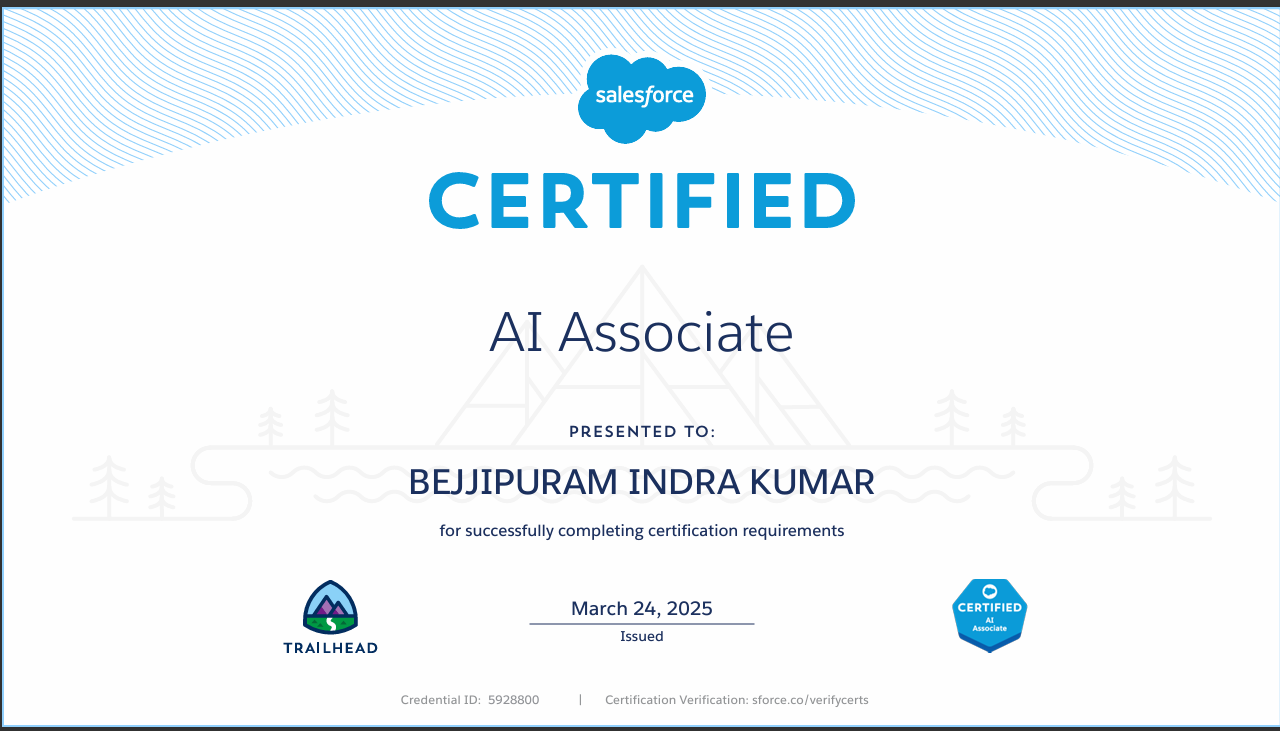 salesforce
CERTIFIED
AI Associate
PRESENTED TO:
BEJJIPURAM INDRA KUMAR
for successfully completing certification requirements
TRAILHEAD
March 24, 2025
Issued
CERTIFIED
AI
Associate
Credential ID: 5928800 | Certification Verification: sforce.co/verifycerts